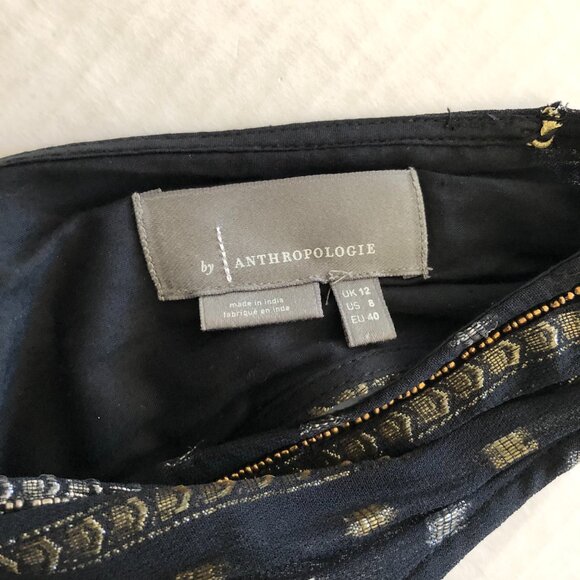 by ANTHROPOLOGIE
made in india
fabriqué en inde
UK 12
US 8
EU 40